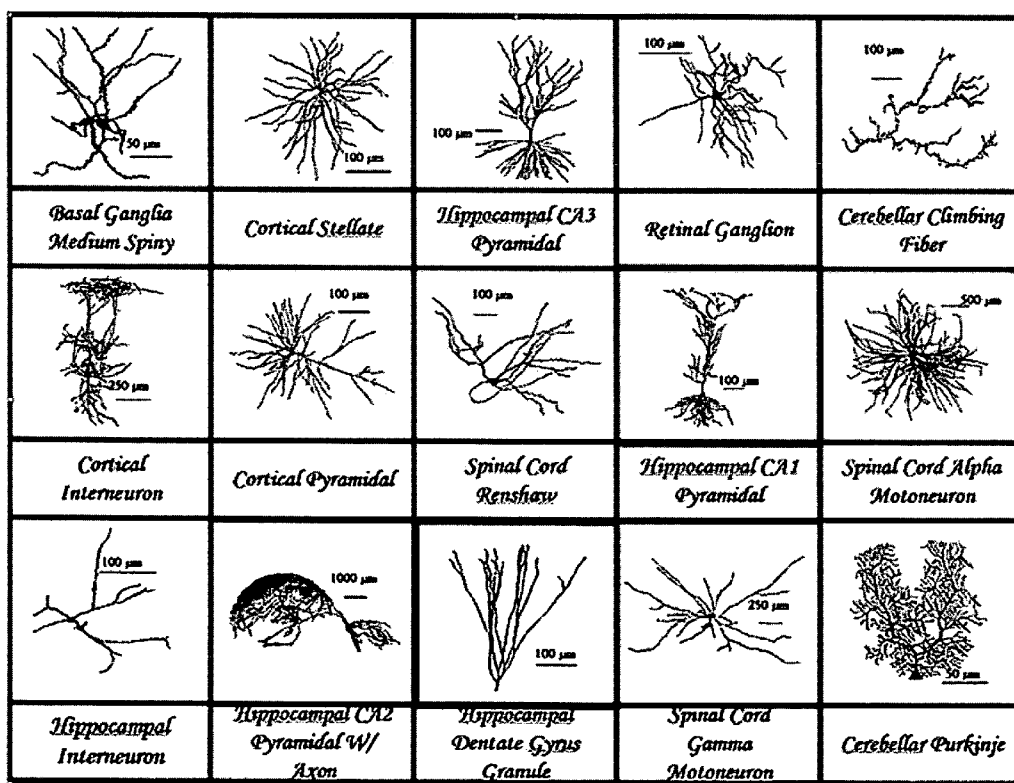 50 µm
100 µm
100 µm
100 µm
100 µm
Basal Ganglia
Medium Spiny
Cortical Stellate
Hippocampal CA3
Pyramidal
Retinal Ganglion
Cerebellar Climbing
Fiber
250 µm
100 µm
100 µm
100 µm
500 µm
Cortical
Interneuron
Cortical Pyramidal
Spinal Cord
Renshaw
Hippocampal CA1
Pyramidal
Spinal Cord Alpha
Motoneuron
100 µm
1000 µm
100 µm
250 µm
50 µm
Hippocampal
Interneuron
Hippocampal CA2
Pyramidal W/
Axon
Hippocampal
Dentate Gyrus
Granule
Spinal Cord
Gamma
Motoneuron
Cerebellar Purkinje